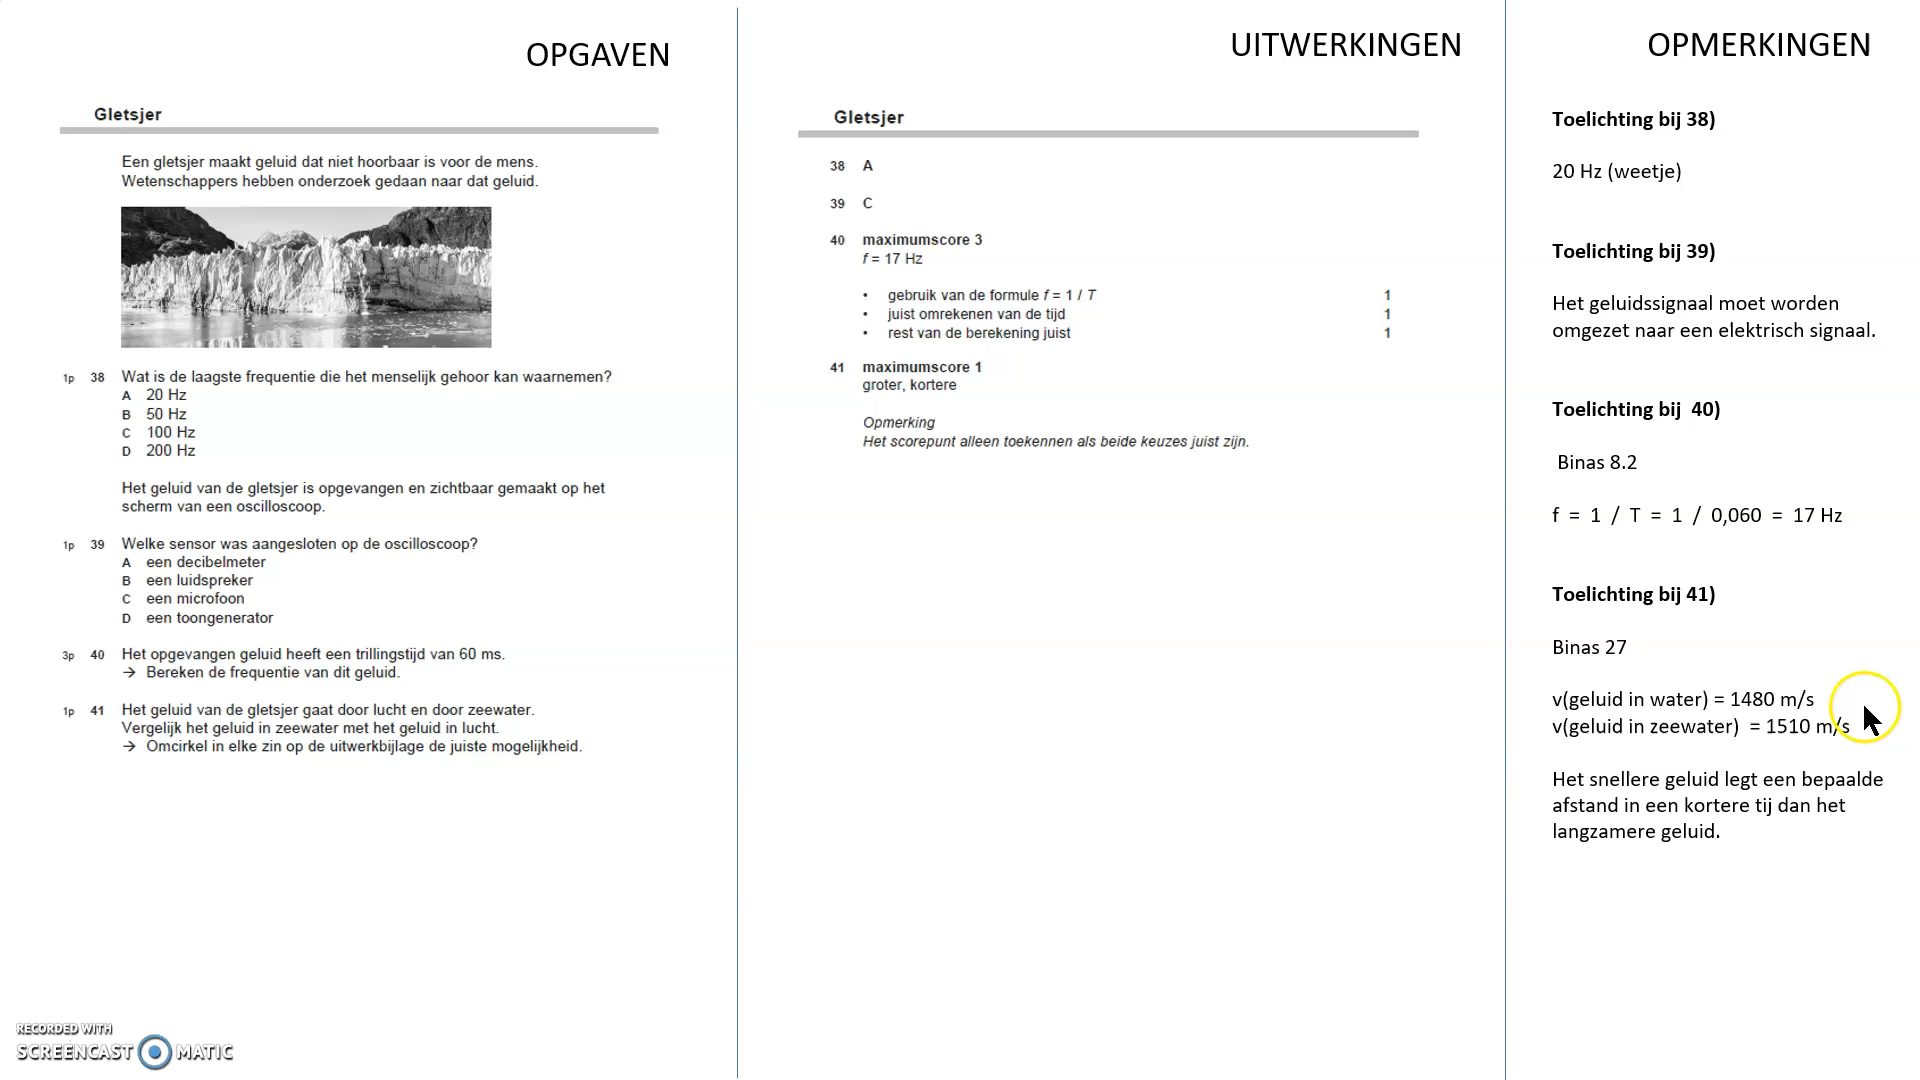 OPGAVEN
Gletsjer
Een gletsjer maakt geluid dat niet hoorbaar is voor de mens.
Wetenschappers hebben onderzoek gedaan naar dat geluid.
1p 38 Wat is de laagste frequentie die het menselijk gehoor kan waarnemen?
A 20 Hz
B 50 Hz
C 100 Hz
D 200 Hz
Het geluid van de gletsjer is opgevangen en zichtbaar gemaakt op het
scherm van een oscilloscoop.
1p 39 Welke sensor was aangesloten op de oscilloscoop?
A een decibelmeter
B een luidspreker
C een microfoon
D een toongenerator
3p 40 Het opgevangen geluid heeft een trillingstijd van 60 ms.
→ Bereken de frequentie van dit geluid.
1p 41 Het geluid van de gletsjer gaat door lucht en door zeewater.
Vergelijk het geluid in zeewater met het geluid in lucht.
→ Omcirkel in elke zin op de uitwerkbijlage de juiste mogelijkheid.
RECORDED WITH
SCREENCAST MATIC
UITWERKINGEN
Gletsjer
38 A
39 C
40 maximumscore 3
f = 17 Hz
• gebruik van de formule f = 1 / T 1
• juist omrekenen van de tijd 1
• rest van de berekening juist 1
41 maximumscore 1
groter, kortere
Opmerking
Het scorepunt alleen toekennen als beide keuzes juist zijn.
OPMERKINGEN
Toelichting bij 38)
20 Hz (weetje)
Toelichting bij 39)
Het geluidssignaal moet worden
omgezet naar een elektrisch signaal.
Toelichting bij 40)
Binas 8.2
f = 1 / T = 1 / 0,060 = 17 Hz
Toelichting bij 41)
Binas 27
v(geluid in water) = 1480 m/s
v(geluid in zeewater) = 1510 m/s
Het snellere geluid legt een bepaalde
afstand in een kortere tij dan het
langzamere geluid.